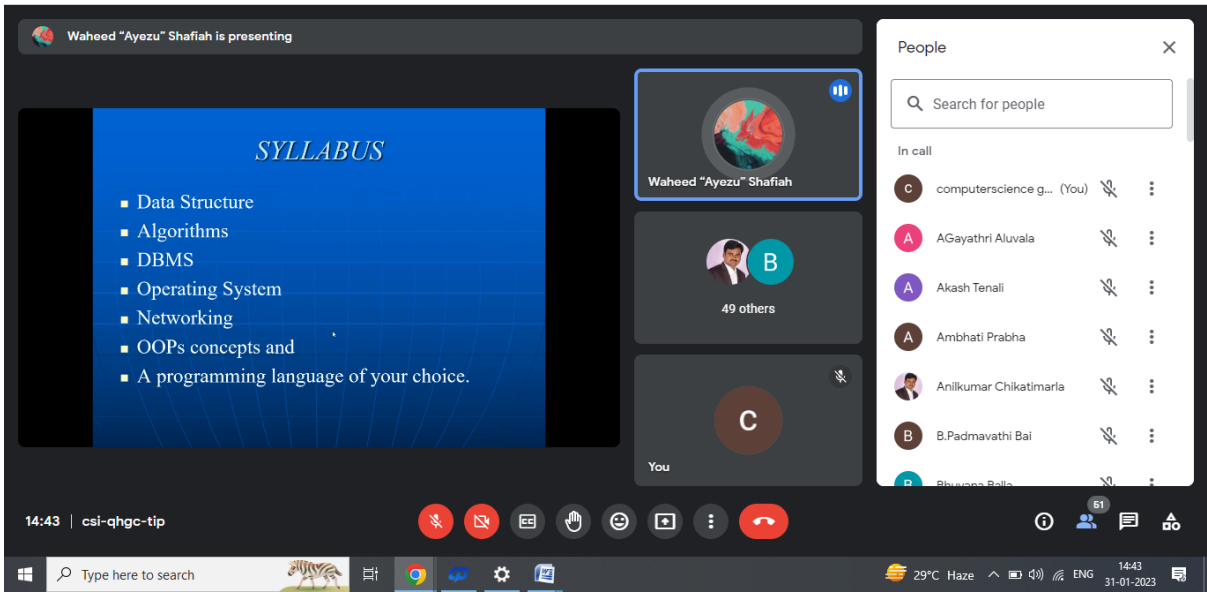 Waheed “Ayezu” Shafiah is presenting
SYLLABUS
Data Structure
Algorithms
DBMS
Operating System
Networking
OOPs concepts and
A programming language of your choice.
Waheed “Ayezu” Shafiah
B
49 others
C
You
People
Search for people
In call
C computerscience g... (You)
A AGayathri Aluvala
A Akash Tenali
A Ambhati Prabha
Anilkumar Chikatimarla
B B.Padmavathi Bai
B Bhuvana Balla
14:43 | csi-qhgc-tip
CC
51
Type here to search
W
29°C Haze
ENG
14:43
31-01-2023